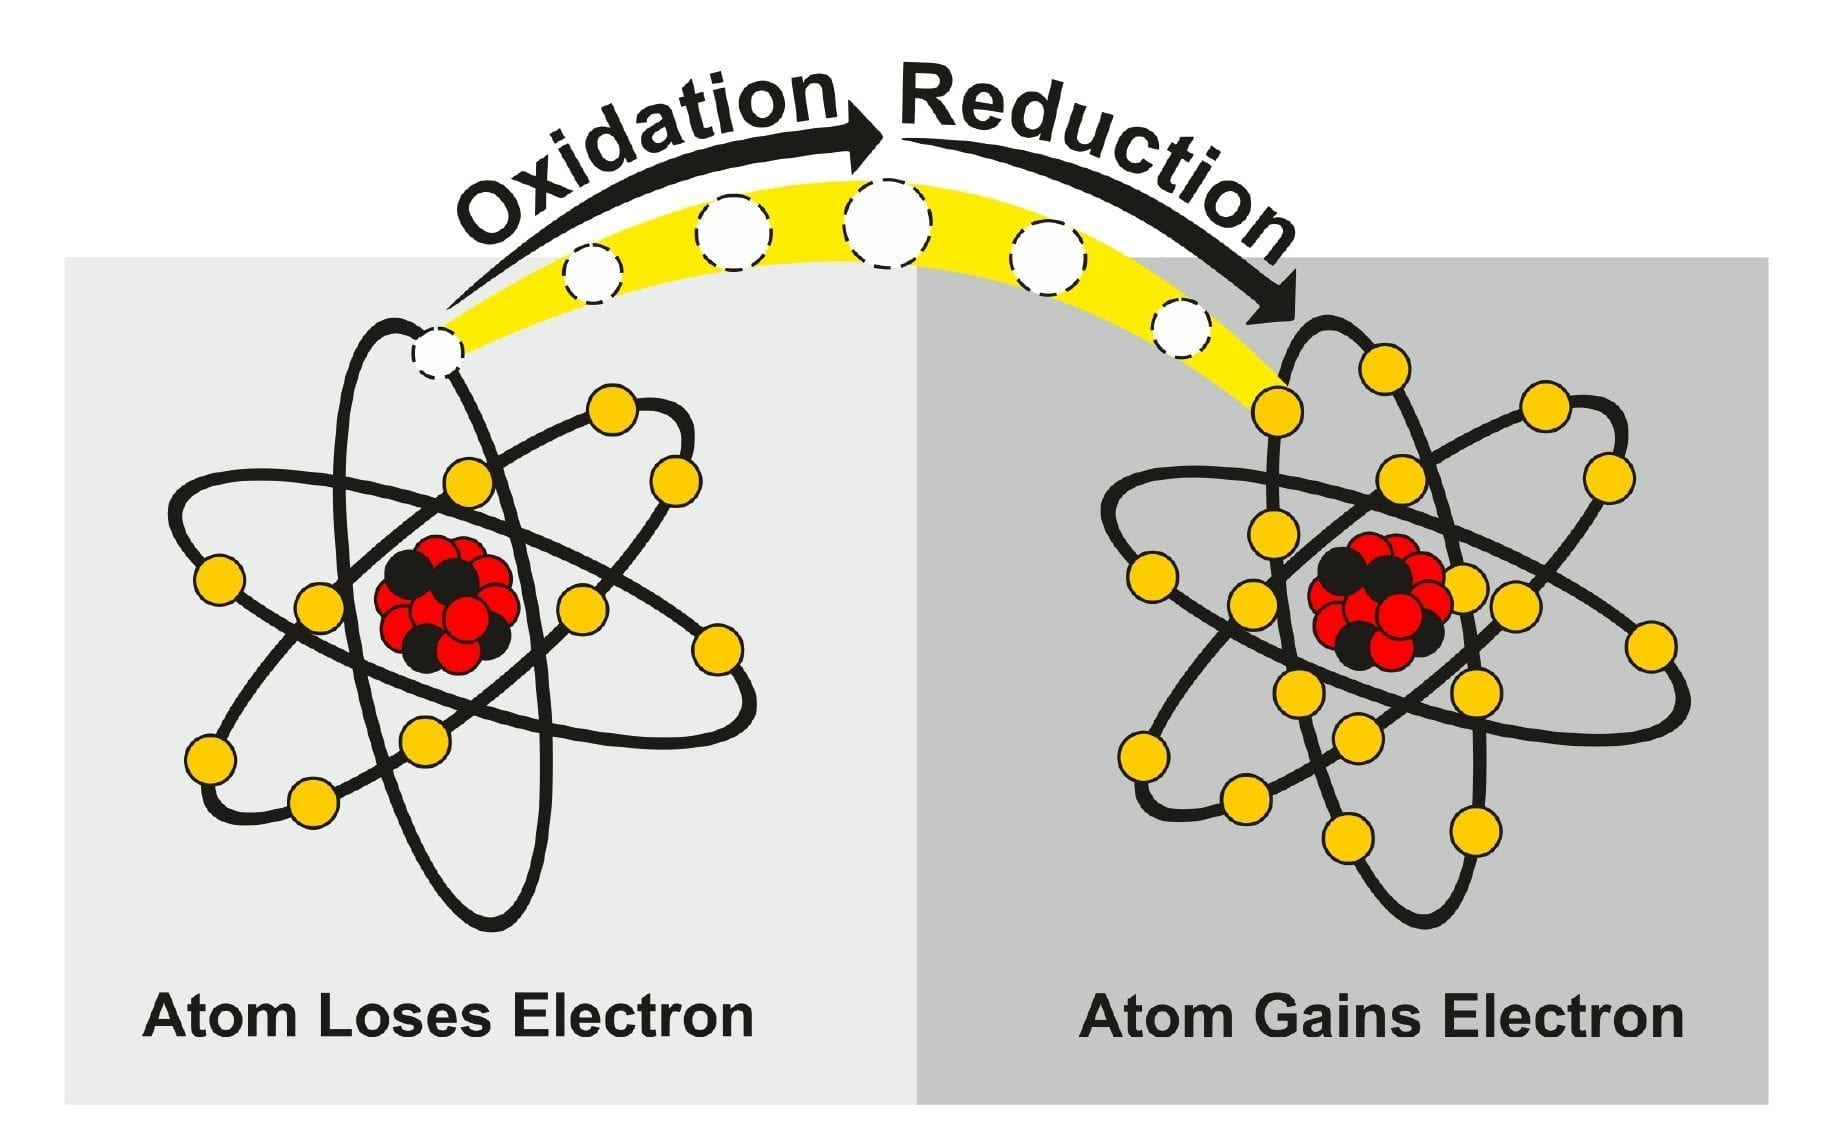 Oxidation
Reduction
Atom Loses Electron
Atom Gains Electron